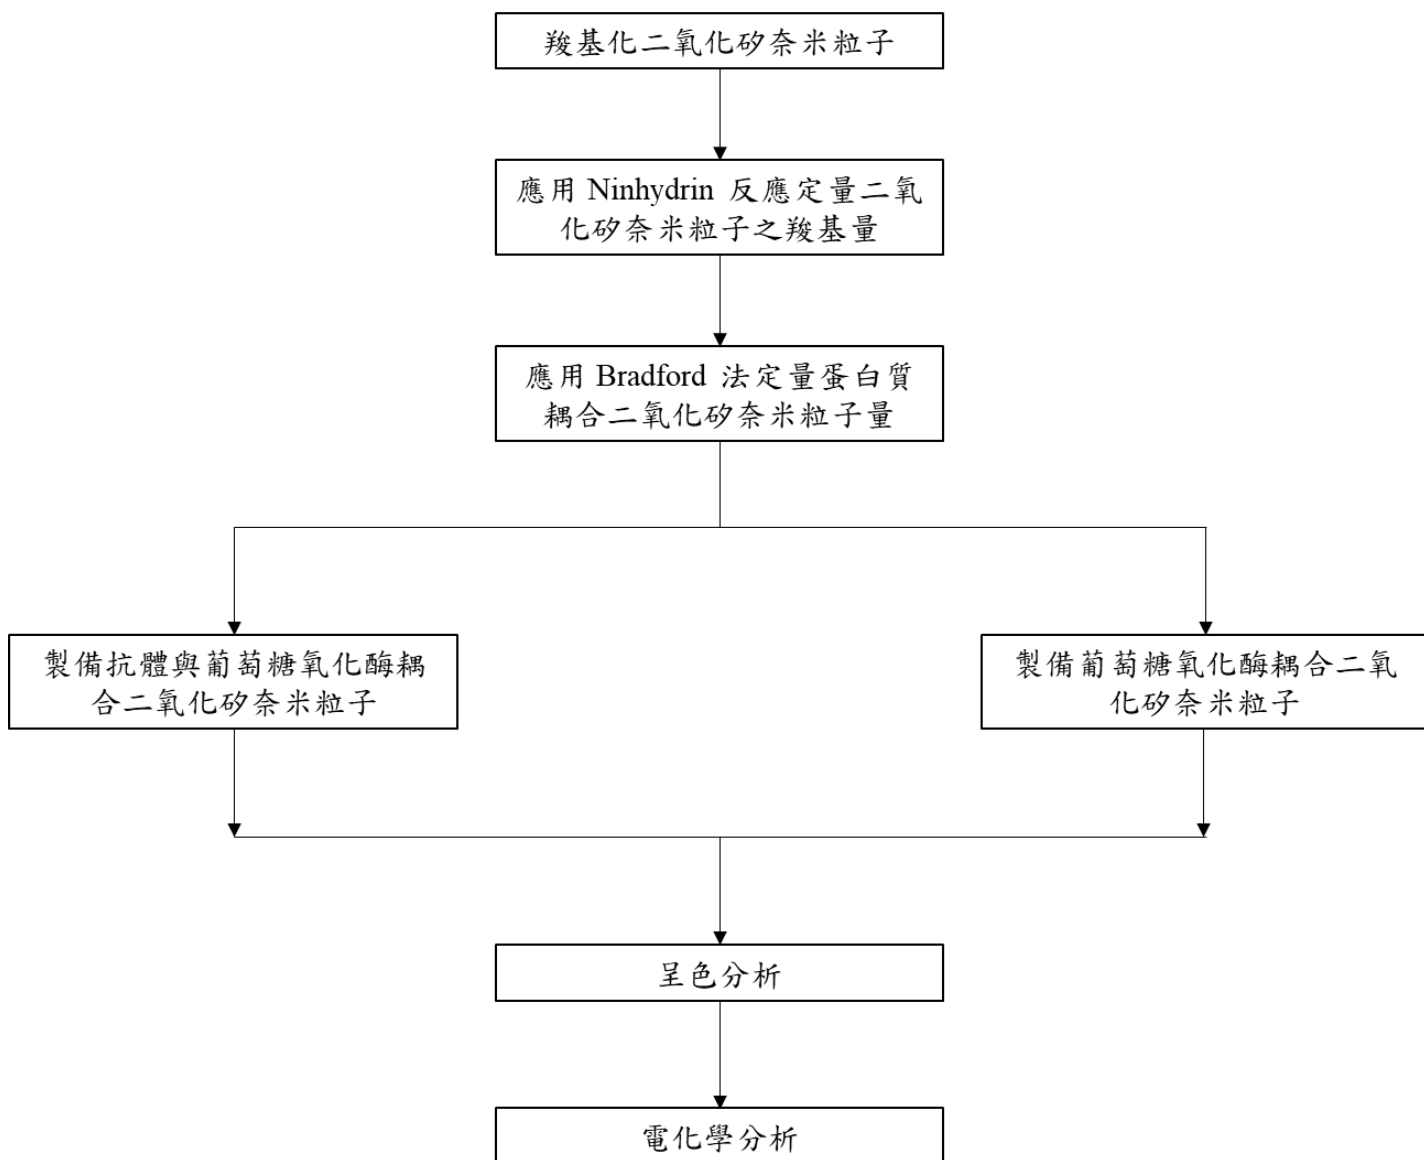 羧基化二氧化矽奈米粒子
應用 Ninhydrin 反應定量二氧
化矽奈米粒子之羧基量
應用 Bradford 法定量蛋白質
耦合二氧化矽奈米粒子量
製備抗體與葡萄糖氧化酶耦
合二氧化矽奈米粒子
製備葡萄糖氧化酶耦合二氧
化矽奈米粒子
呈色分析
電化學分析